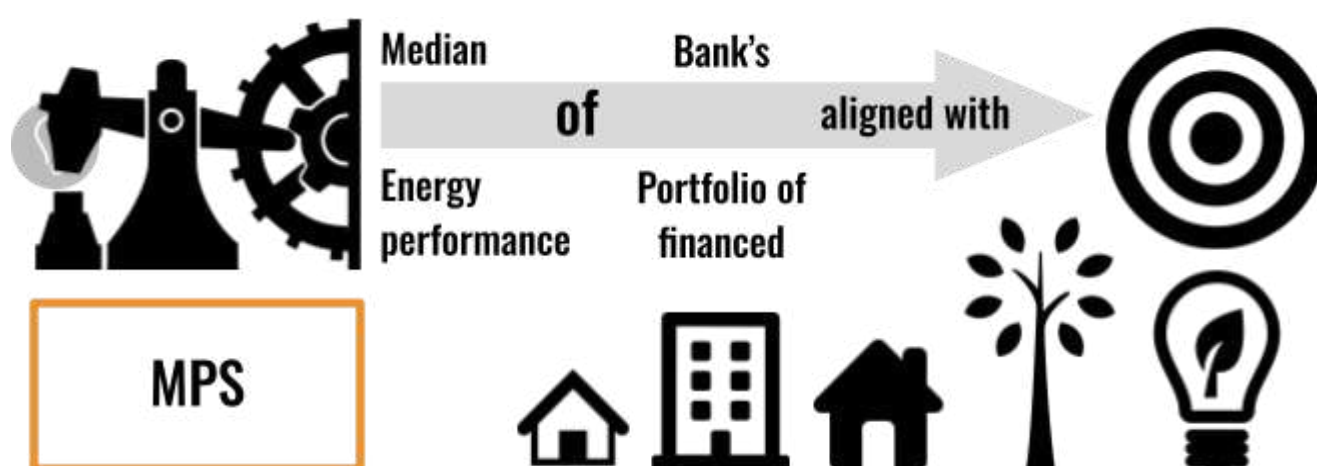 Median
Bank's
of
aligned with
Energy
performance
Portfolio of
financed
MPS